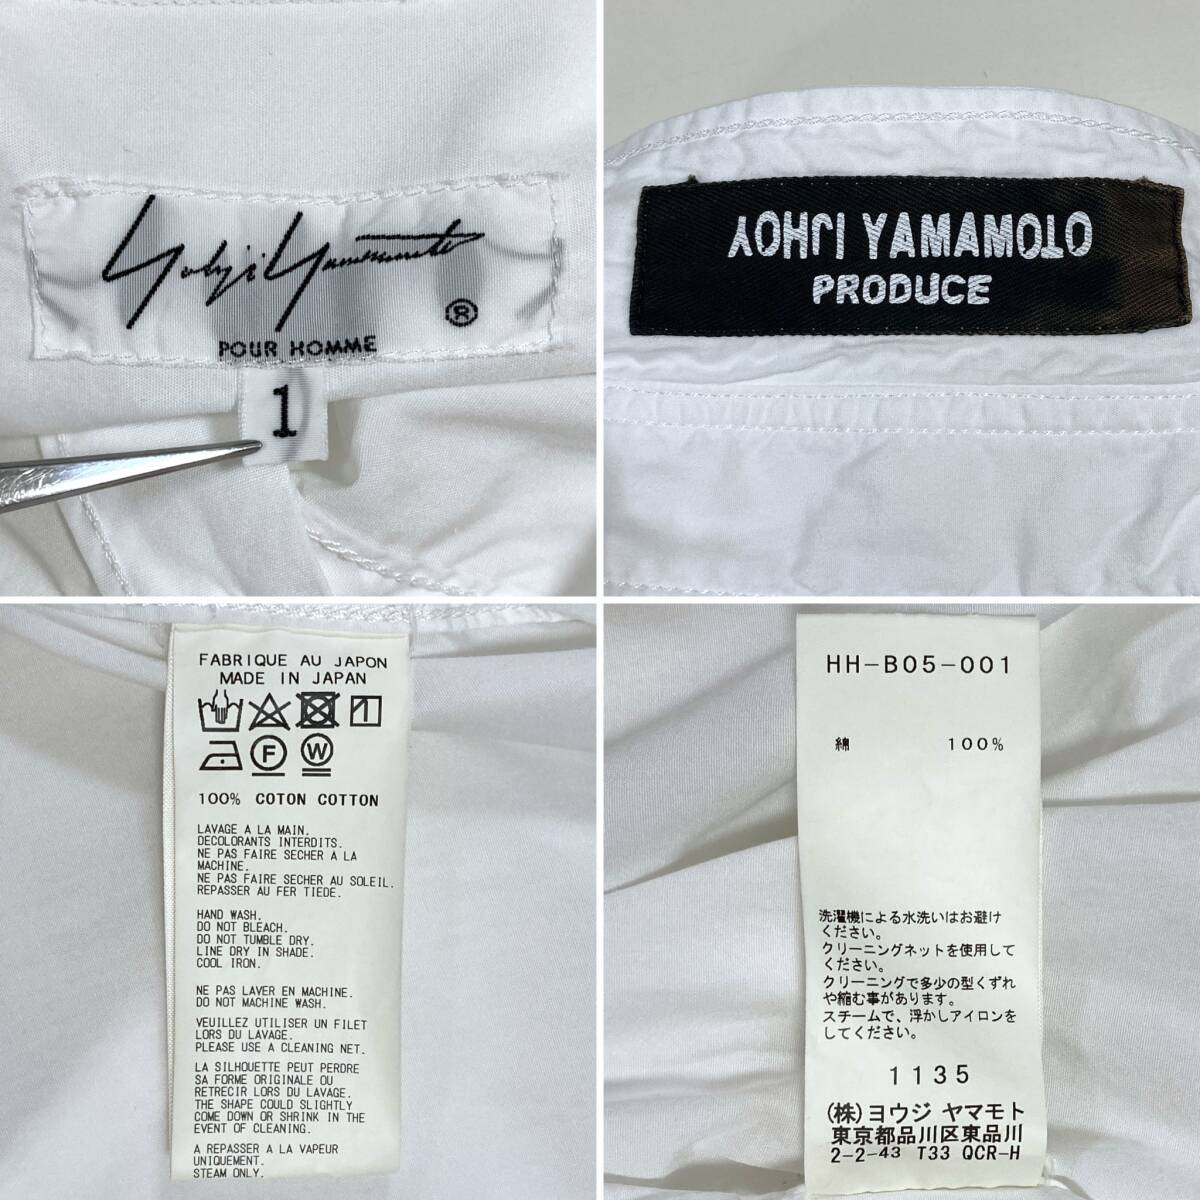 Yohji Yamamoto
®
POUR HOMME
1
YOHJI YAMAMOTO
PRODUCE
FABRIQUE AU JAPON
MADE IN JAPAN
F W
100% COTON COTTON
LAVAGE A LA MAIN.
DECOLORANTS INTERDITS.
NE PAS FAIRE SECHER A LA
MACHINE.
NE PAS FAIRE SECHER AU SOLEIL.
REPASSER AU FER TIEDE.
HAND WASH.
DO NOT BLEACH.
DO NOT TUMBLE DRY.
LINE DRY IN SHADE.
COOL IRON.
NE PAS LAVER EN MACHINE.
DO NOT MACHINE WASH.
VEUILLEZ UTILISER UN FILET
LORS DU LAVAGE.
PLEASE USE A CLEANING NET.
LA SILHOUETTE PEUT PERDRE
SA FORME ORIGINALE OU
RETRECIR LORS DU LAVAGE.
THE SHAPE COULD SLIGHTLY
COME DOWN OR SHRINK IN THE
EVENT OF CLEANING.
A REPASSER A LA VAPEUR
UNIQUEMENT.
STEAM ONLY.
HH-B05-001
綿 100%
洗濯機による水洗いはお避け
ください。
クリーニングネットを使用して
ください。
クリーニングで多少の型くずれ
や縮む事があります。
スチームで、浮かしアイロンを
してください。
1135
(株)ヨウジ ヤマモト
東京都品川区東品川
2-2-43 T33 QCR-H